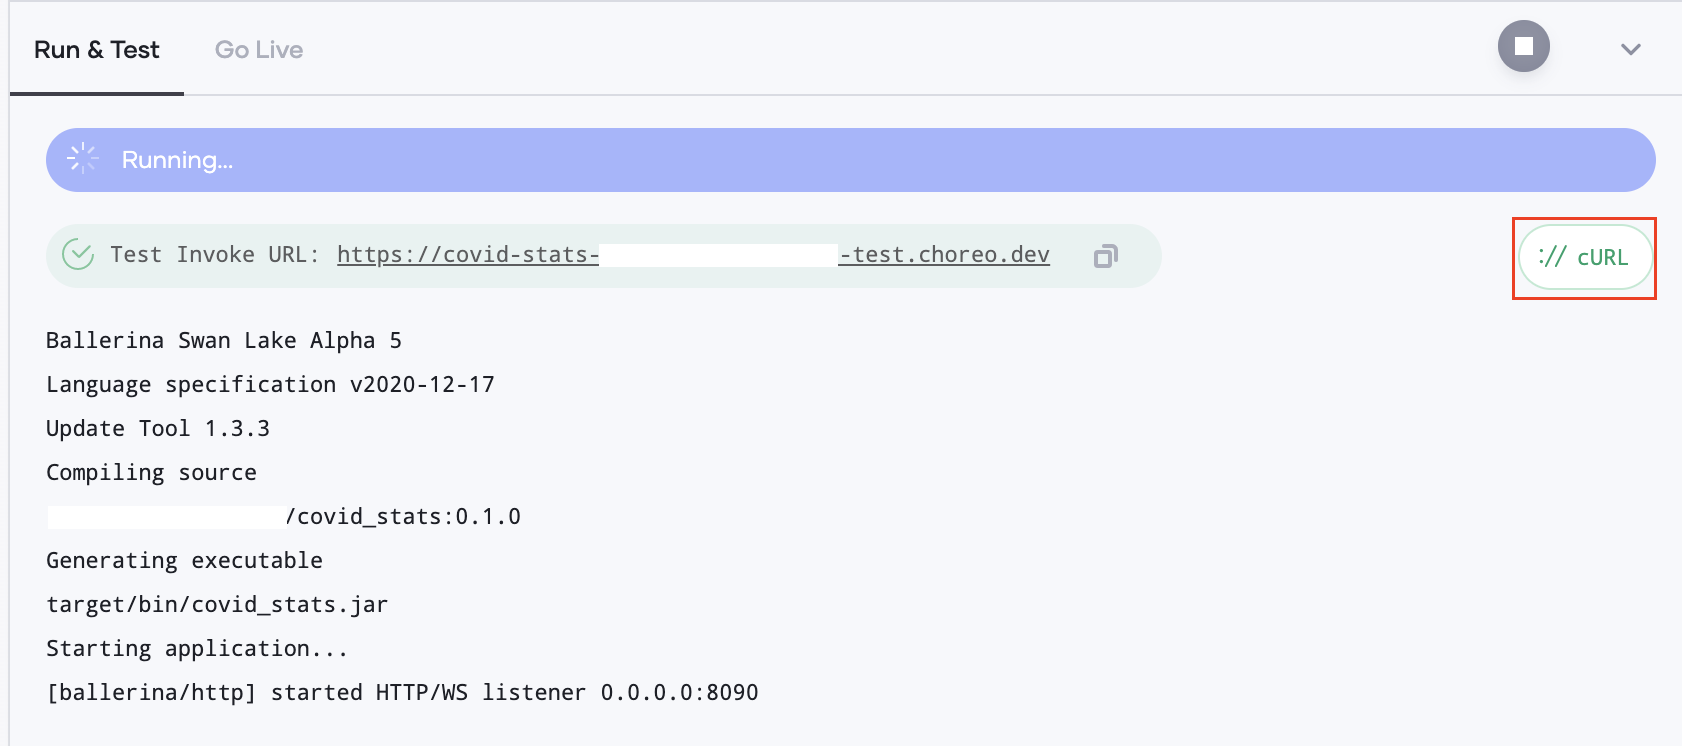 Run & Test
Go Live
Running...
Test Invoke URL: https://covid-stats- -test.choreo.dev
:// cURL
Ballerina Swan Lake Alpha 5
Language specification v2020-12-17
Update Tool 1.3.3
Compiling source
/covid_stats:0.1.0
Generating executable
target/bin/covid_stats.jar
Starting application...
[ballerina/http] started HTTP/WS listener 0.0.0.0:8090